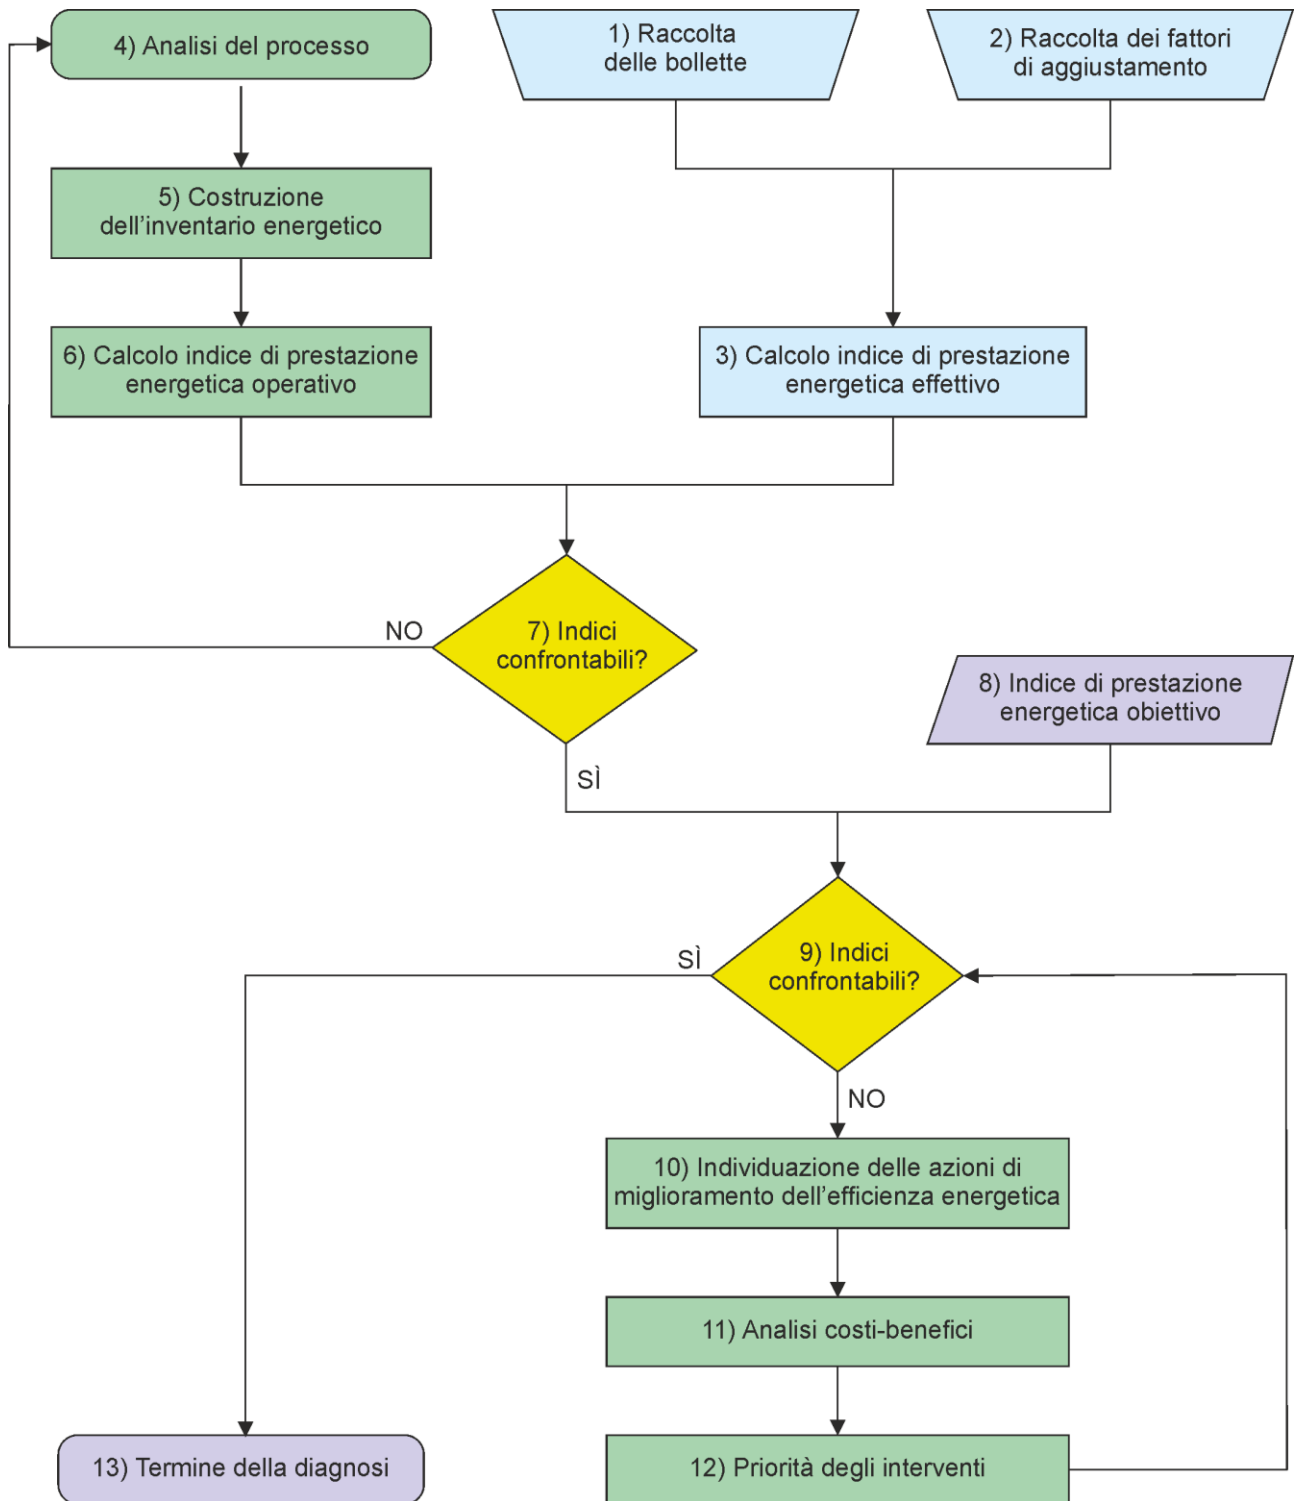 4) Analisi del processo
1) Raccolta
delle bollette
2) Raccolta dei fattori
di aggiustamento
5) Costruzione
dell’inventario energetico
6) Calcolo indice di prestazione
energetica operativo
3) Calcolo indice di prestazione
energetica effettivo
NO
7) Indici
confrontabili?
8) Indice di prestazione
energetica obiettivo
SÌ
SÌ
9) Indici
confrontabili?
NO
10) Individuazione delle azioni di
miglioramento dell’efficienza energetica
11) Analisi costi-benefici
13) Termine della diagnosi
12) Priorità degli interventi